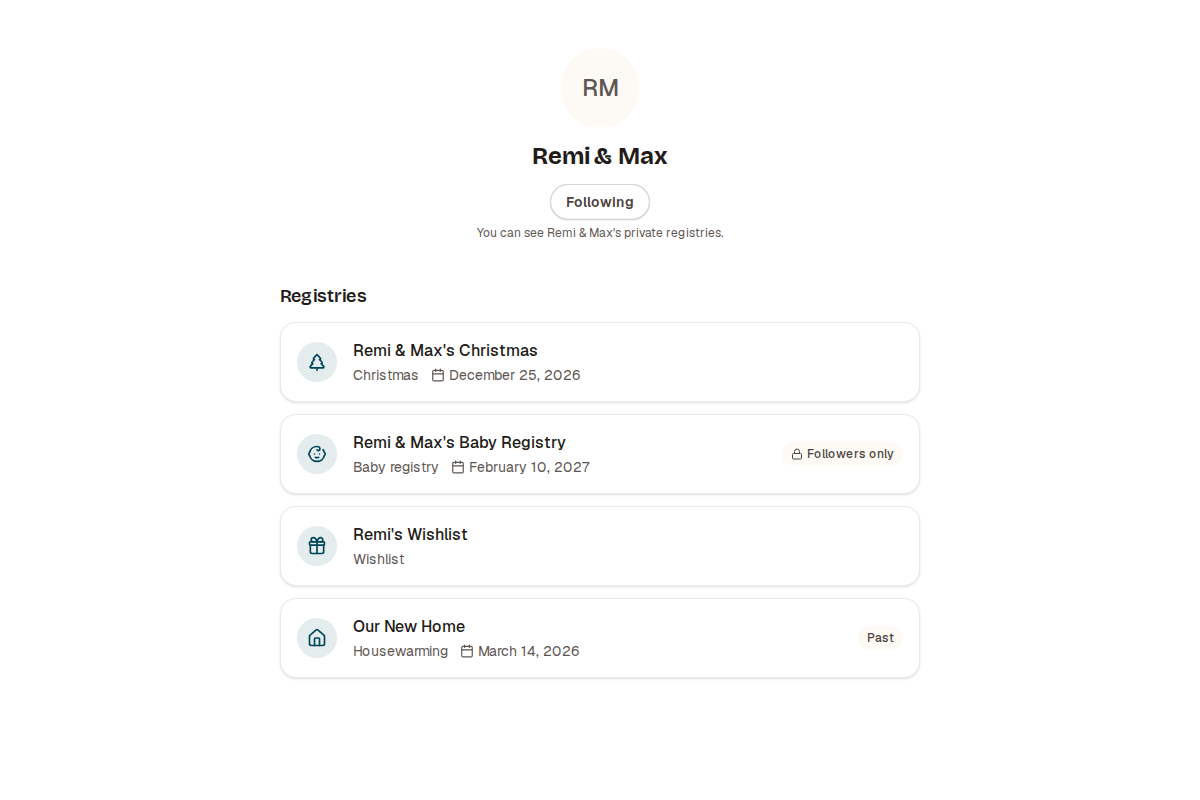 RM
Remi & Max
Following
You can see Remi & Max's private registries.
Registries
Remi & Max's Christmas
Christmas December 25, 2026
Remi & Max's Baby Registry
Baby registry February 10, 2027
Followers only
Remi's Wishlist
Wishlist
Our New Home
Housewarming March 14, 2026
Past